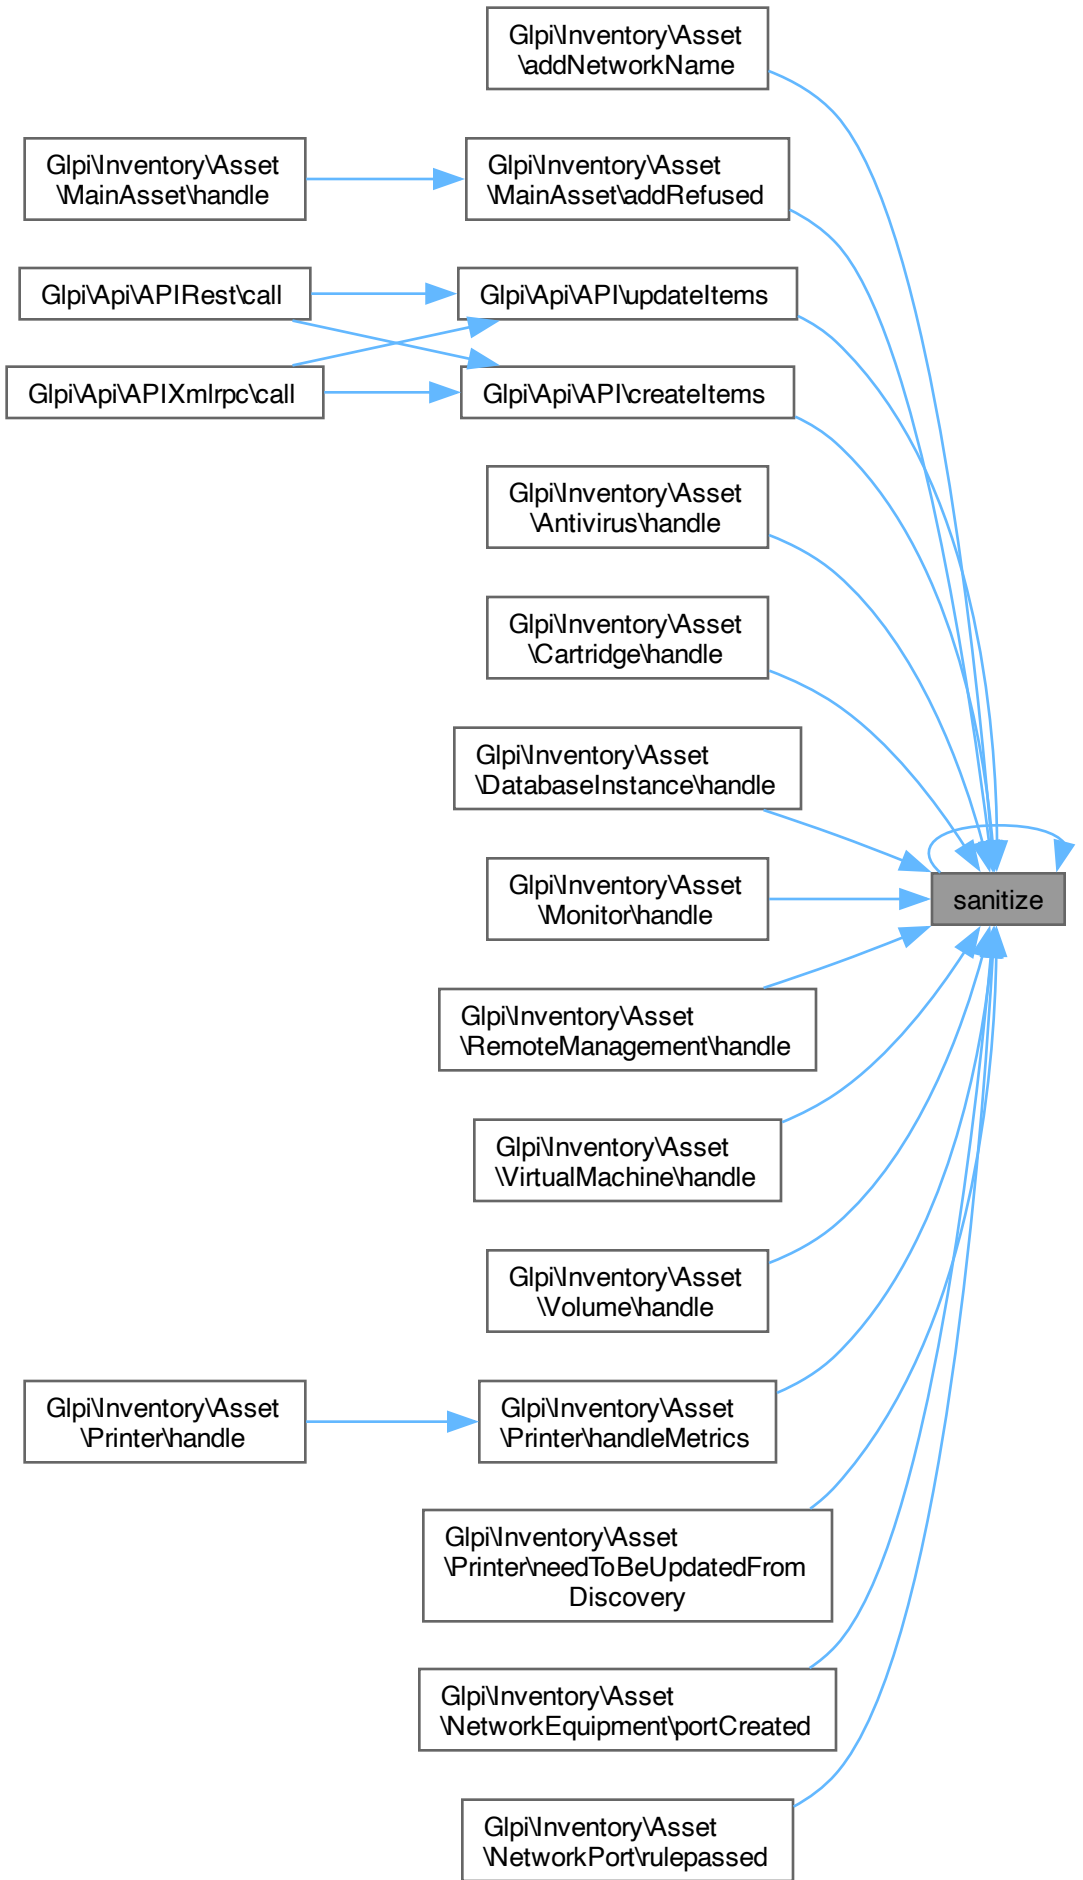 Glpi\Inventory\Asset
\addNetworkName
Glpi\Inventory\Asset
\MainAsset\handle
Glpi\Inventory\Asset
\MainAsset\addRefused
Glpi\Api\APIRest\call
Glpi\Api\API\updateItems
Glpi\Api\APIXmlrpc\call
Glpi\Api\API\createItems
Glpi\Inventory\Asset
\Antivirus\handle
Glpi\Inventory\Asset
\Cartridge\handle
Glpi\Inventory\Asset
\DatabaseInstance\handle
Glpi\Inventory\Asset
\Monitor\handle
sanitize
Glpi\Inventory\Asset
\RemoteManagement\handle
Glpi\Inventory\Asset
\VirtualMachine\handle
Glpi\Inventory\Asset
\Volume\handle
Glpi\Inventory\Asset
\Printer\handle
Glpi\Inventory\Asset
\Printer\handleMetrics
Glpi\Inventory\Asset
\Printer\needToBeUpdatedFrom
Discovery
Glpi\Inventory\Asset
\NetworkEquipment\portCreated
Glpi\Inventory\Asset
\NetworkPort\rulepassed